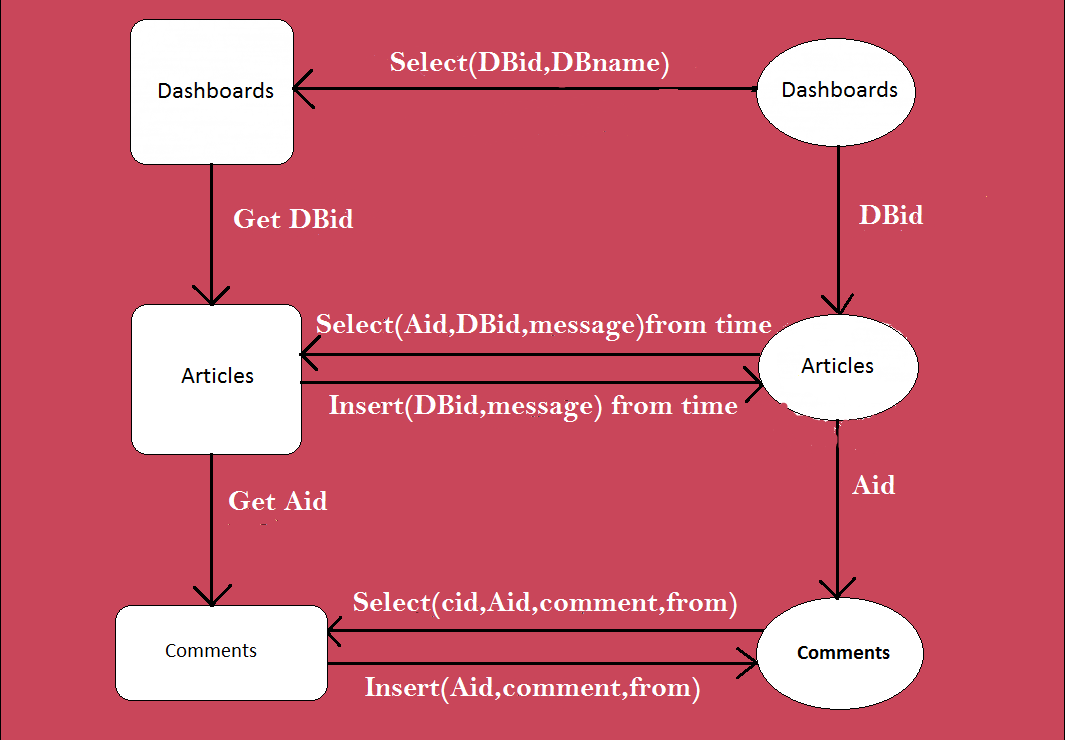 Select(DBid,DBname)
Dashboards
Dashboards
Get DBid
DBid
Select(Aid,DBid,message)from time
Articles
Articles
Insert(DBid,message) from time
Get Aid
Aid
Select(cid,Aid,comment,from)
Comments
Comments
Insert(Aid,comment,from)